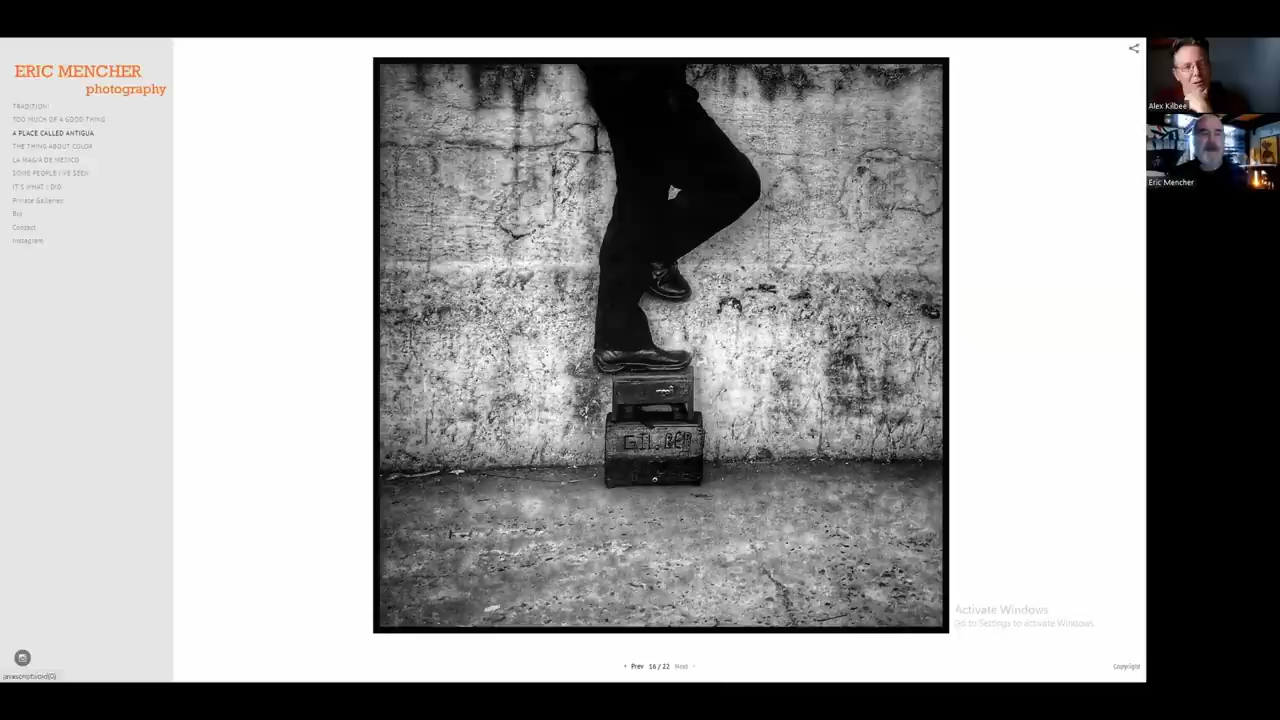 ERIC MENCHER
photography
TRADITION!
TOO MUCH OF A GOOD THING
A PLACE CALLED ANTIGUA
THE THING ABOUT COLOR
LA MAGIA DE MEXICO
SOME PEOPLE I'VE SEEN
IT'S WHAT I DID
Private Galleries
Bio
Contact
Instagram
Alex Kilbee
Eric Mencher
Activate Windows
Go to Settings to activate Windows.
Prev 16 / 22 Next
Copyright
javascript:void(0)